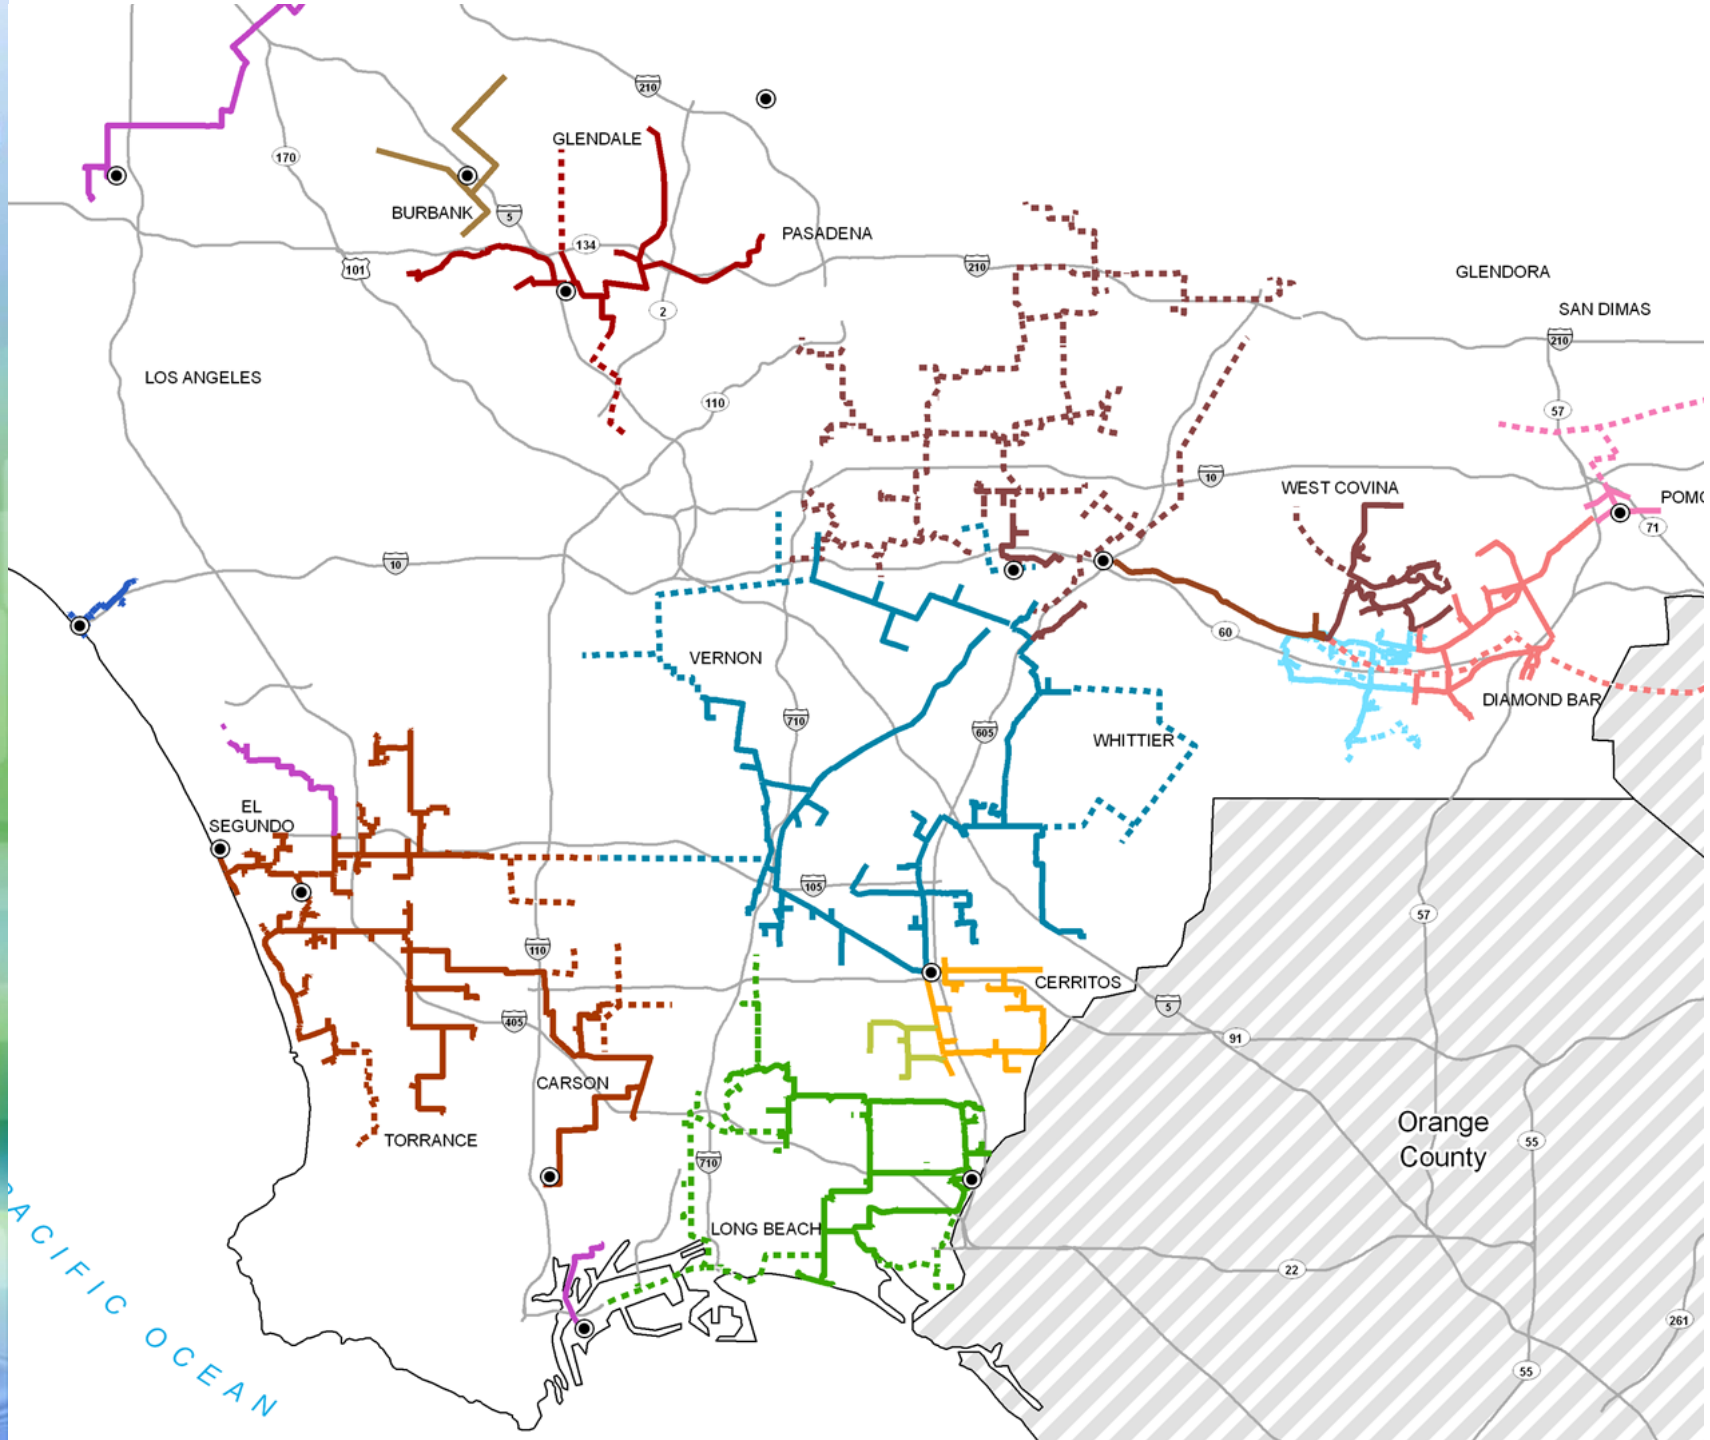 210
GLENDALE
170
BURBANK
5
134
PASADENA
101
210
GLENDORA
2
SAN DIMAS
210
LOS ANGELES
110
57
10
WEST COVINA
POMO
71
10
60
VERNON
DIAMOND BAR
710
605
WHITTIER
EL
SEGUNDO
105
57
110
CERRITOS
5
405
91
CARSON
Orange
County
TORRANCE
55
710
LONG BEACH
22
261
55
PACIFIC OCEAN